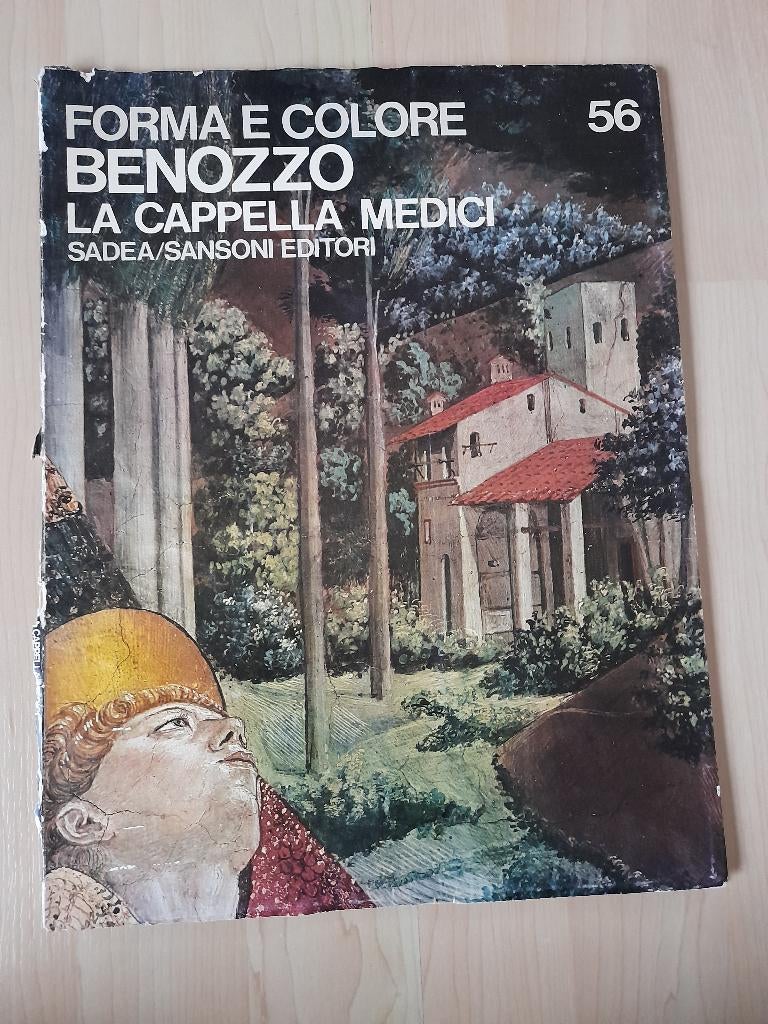 FORMA E COLORE 56
BENOZZO
LA CAPPELLA MEDICI
SADEA/SANSONI EDITORI